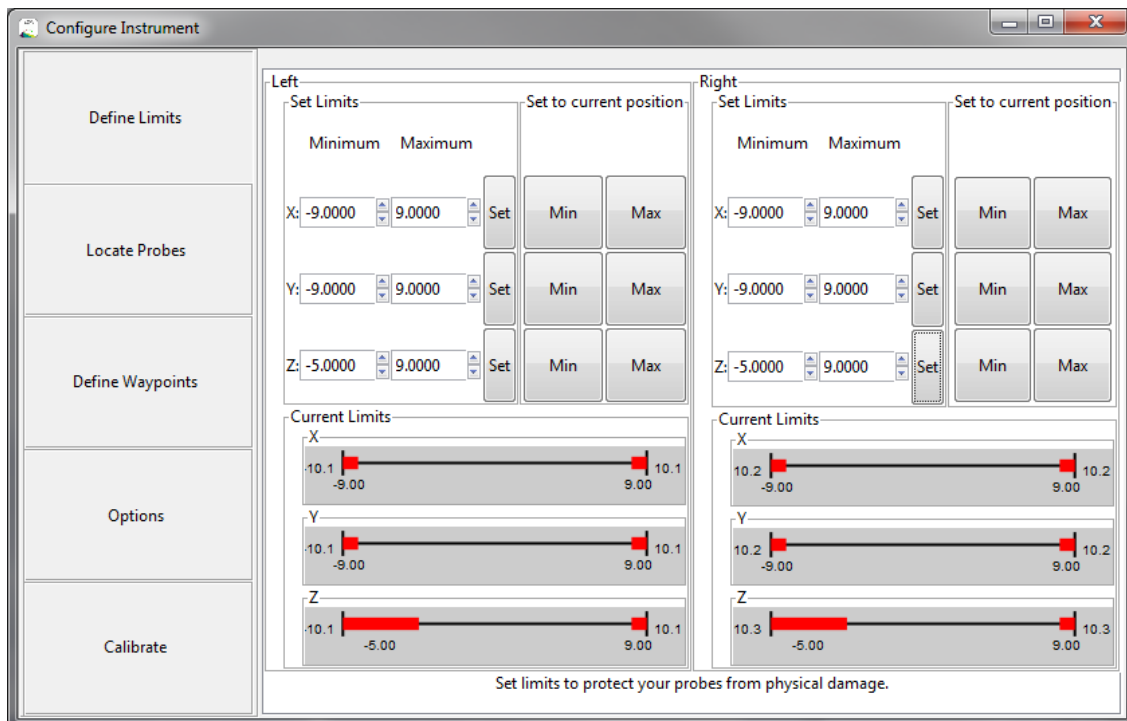 Configure Instrument
Define Limits
Locate Probes
Define Waypoints
Options
Calibrate
Left
Set Limits
Set to current position
Minimum Maximum
X: -9.0000 9.0000 Set Min Max
Y: -9.0000 9.0000 Set Min Max
Z: -5.0000 9.0000 Set Min Max
Current Limits
X
-10.1 10.1
-9.00 9.00
Y
-10.1 10.1
-9.00 9.00
Z
-10.1 10.1
-5.00 9.00
Right
Set Limits
Set to current position
Minimum Maximum
X: -9.0000 9.0000 Set Min Max
Y: -9.0000 9.0000 Set Min Max
Z: -5.0000 9.0000 Set Min Max
Current Limits
X
10.2 10.2
-9.00 9.00
Y
10.2 10.2
-9.00 9.00
Z
10.3 10.3
-5.00 9.00
Set limits to protect your probes from physical damage.